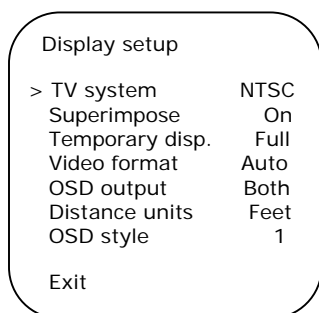 Display setup
> TV system NTSC
Superimpose On
Temporary disp. Full
Video format Auto
OSD output Both
Distance units Feet
OSD style 1
Exit